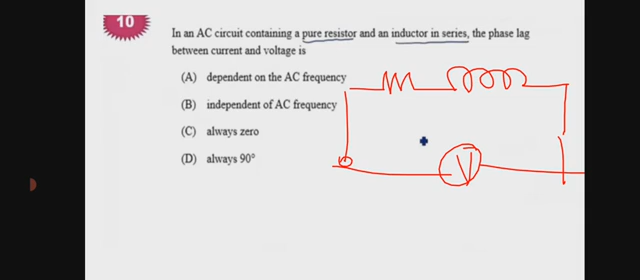 10
In an AC circuit containing a pure resistor and an inductor in series, the phase lag
between current and voltage is
(A) dependent on the AC frequency
(B) independent of AC frequency
(C) always zero
(D) always 90°
V